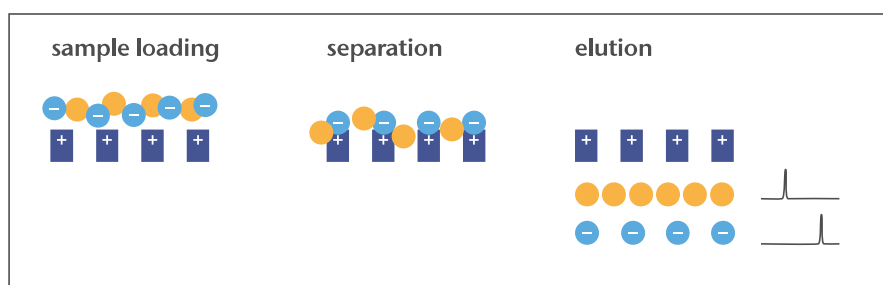 sample loading
separation
elution
− − − − −
+ + + +
− − − −
+ + + +
+ + + +
− − − −